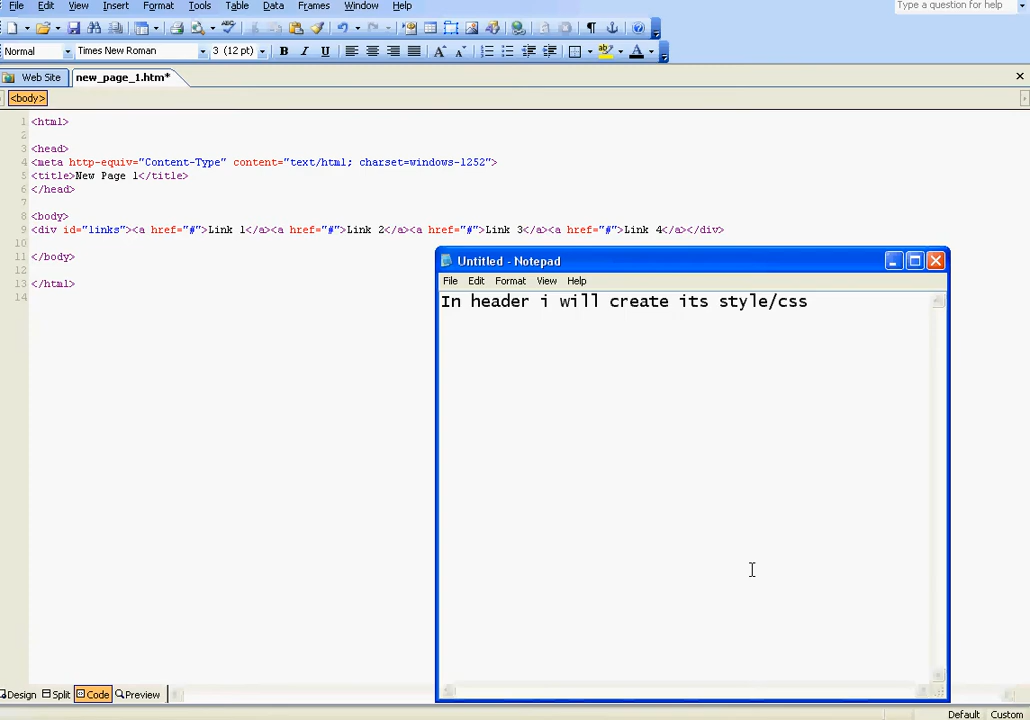 File Edit View Insert Format Tools Table Data Frames Window Help Type a question for help
Normal Times New Roman 3 (12 pt) B I U A A ab A
Web Site new_page_1.htm*
<body>
1 <html>
2
3 <head>
4 <meta http-equiv="Content-Type" content="text/html; charset=windows-1252">
5 <title>New Page 1</title>
6 </head>
7
8 <body>
9 <div id="links"><a href="#">Link 1</a><a href="#">Link 2</a><a href="#">Link 3</a><a href="#">Link 4</a></div>
10
11 </body>
12
13 </html>
14
Untitled - Notepad
File Edit Format View Help
In header i will create its style/css
Design Split Code Preview
Default Custom